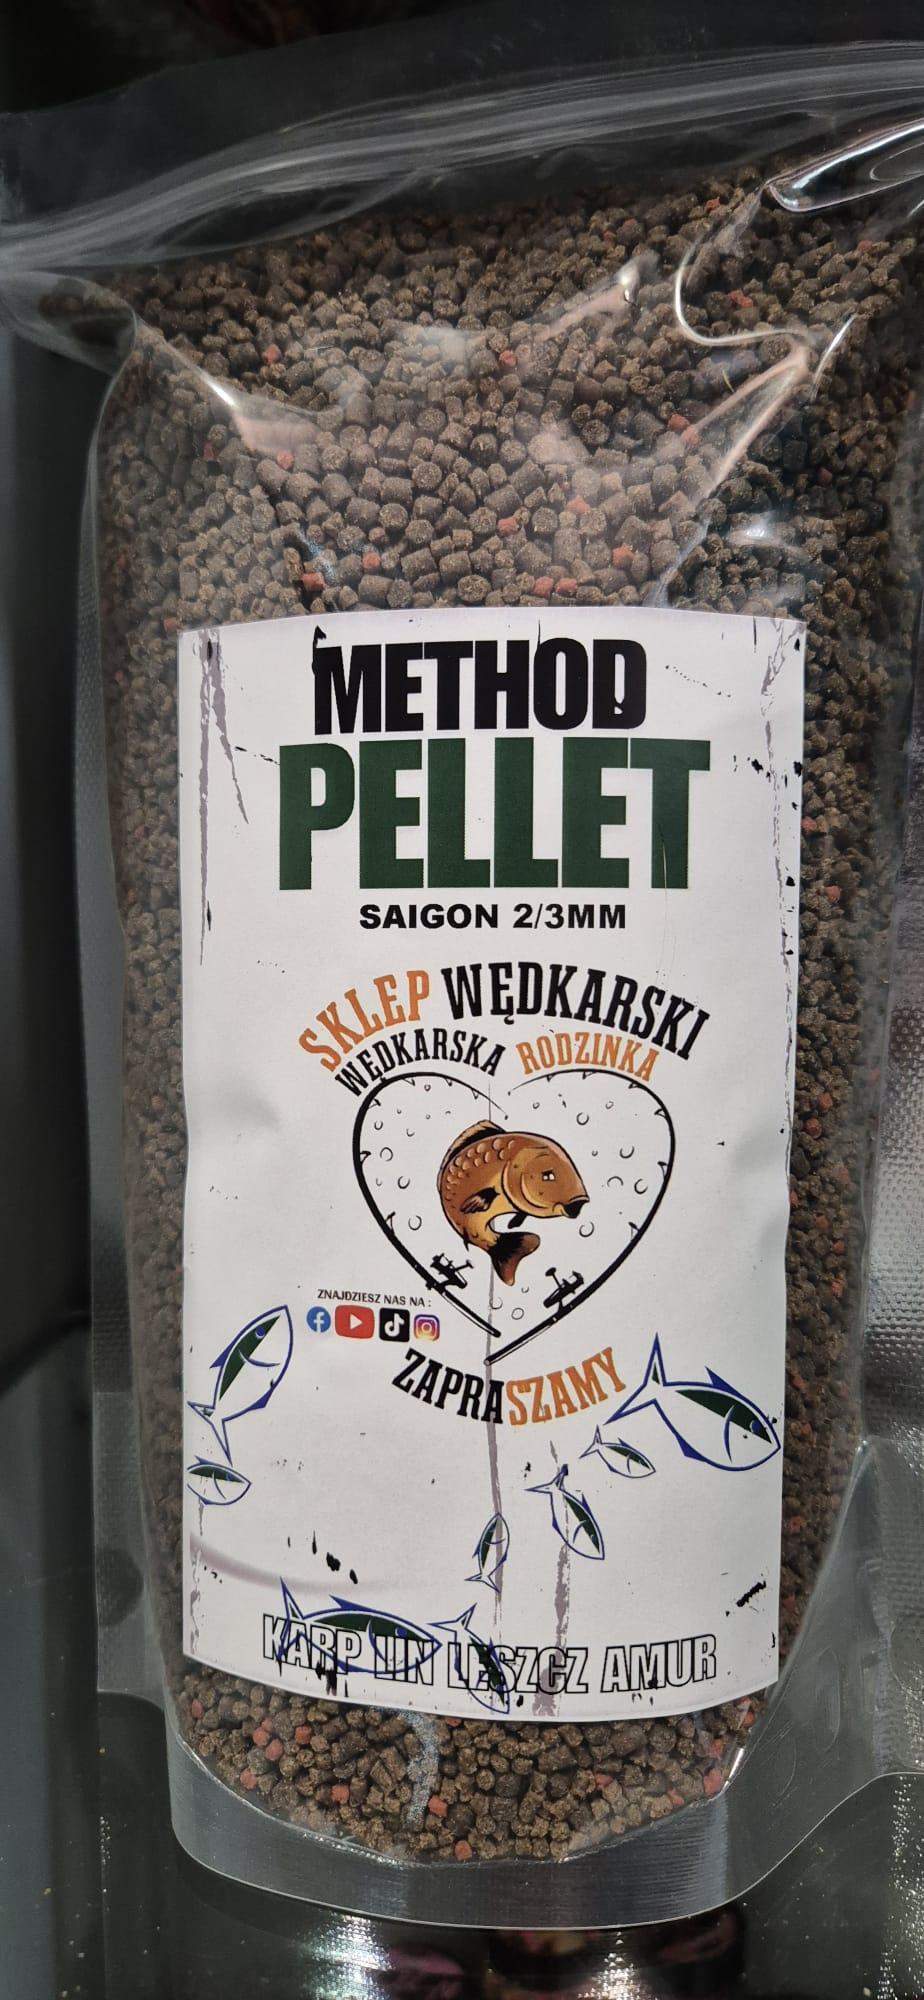 METHOD
PELLET
SAIGON 2/3MM
SKLEP WĘDKARSKI
WĘDKARSKA RODZINKA
ZNAJDZIESZ NAS NA :
ZAPRASZAMY
KARP LIN LESZCZ AMUR